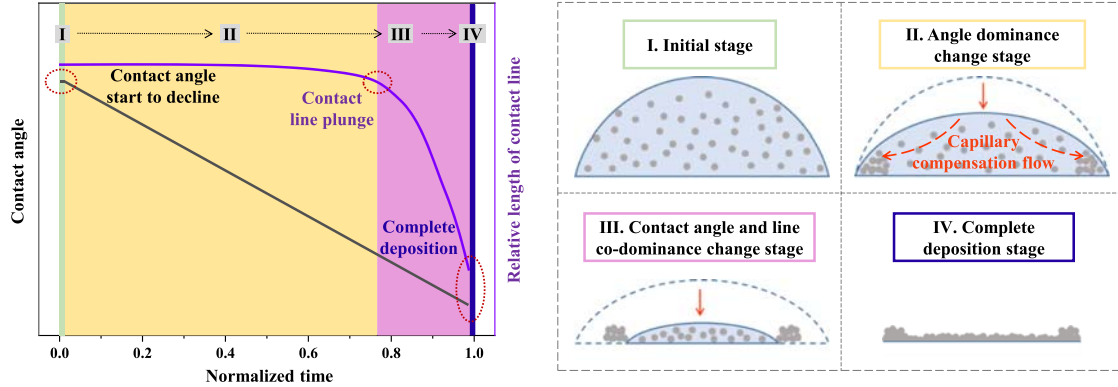 I
II
III
IV
Contact angle
start to decline
Contact
line plunge
Complete
deposition
Contact angle
Relative length of contact line
0.0
0.2
0.4
0.6
0.8
1.0
Normalized time
I. Initial stage
II. Angle dominance
change stage
Capillary
compensation flow
III. Contact angle and line
co-dominance change stage
IV. Complete
deposition stage